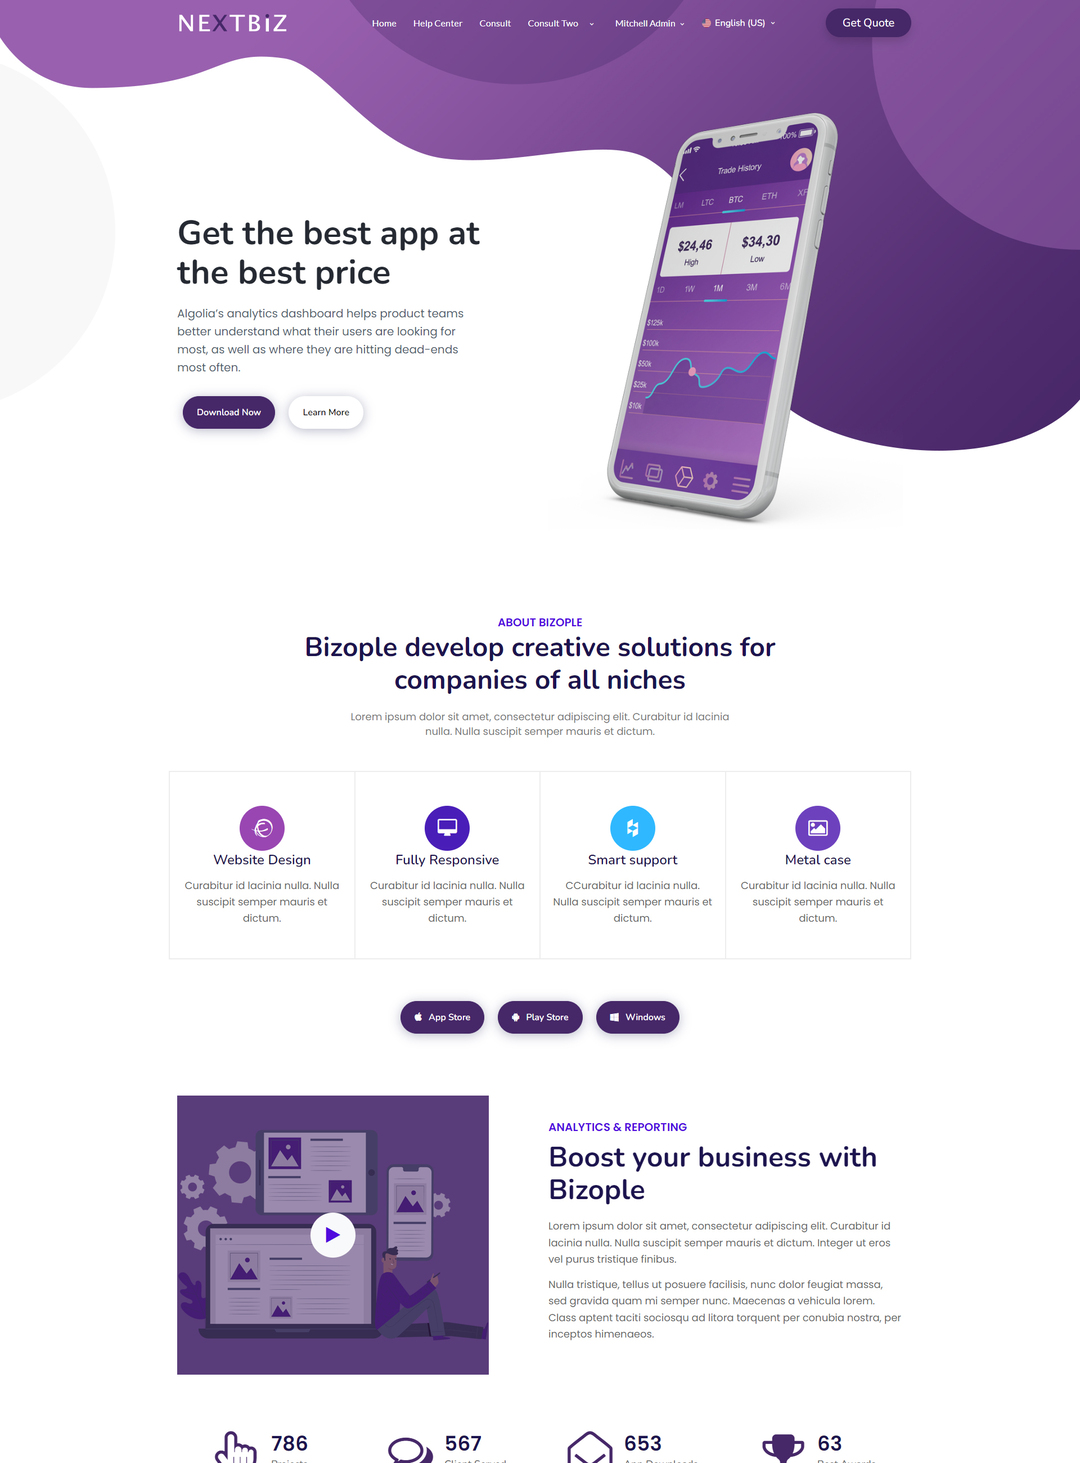 NEXTBIZ
Home Help Center Consult Consult Two Mitchell Admin English (US) Get Quote
100%
Trade History
LM LTC BTC ETH
$24,46 $34,30
High Low
1D 1W 1M 3M 6M
$125k
$100k
$50k
$25k
$10k
Get the best app at
the best price
Algolia's analytics dashboard helps product teams
better understand what their users are looking for
most, as well as where they are hitting dead-ends
most often.
Download Now Learn More
ABOUT BIZOPLE
Bizople develop creative solutions for
companies of all niches
Lorem ipsum dolor sit amet, consectetur adipiscing elit. Curabitur id lacinia
nulla. Nulla suscipit semper mauris et dictum.
Website Design
Curabitur id lacinia nulla. Nulla
suscipit semper mauris et
dictum.
Fully Responsive
Curabitur id lacinia nulla. Nulla
suscipit semper mauris et
dictum.
Smart support
CCurabitur id lacinia nulla.
Nulla suscipit semper mauris et
dictum.
Metal case
Curabitur id lacinia nulla. Nulla
suscipit semper mauris et
dictum.
App Store Play Store Windows
ANALYTICS & REPORTING
Boost your business with
Bizople
Lorem ipsum dolor sit amet, consectetur adipiscing elit. Curabitur id
lacinia nulla. Nulla suscipit semper mauris et dictum. Integer ut eros
vel purus tristique finibus.
Nulla tristique, tellus ut posuere facilisis, nunc dolor feugiat massa,
sed gravida quam mi semper nunc. Maecenas a vehicula lorem.
Class aptent taciti sociosqu ad litora torquent per conubia nostra, per
inceptos himenaeos.
786 567 653 63